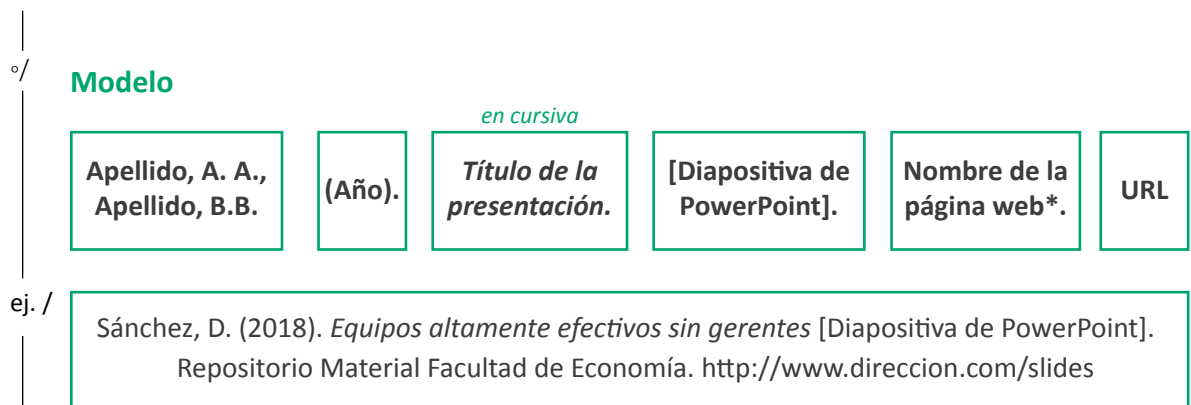 °/
Modelo
en cursiva
Apellido, A. A.,
Apellido, B.B.
(Año).
Título de la
presentación.
[Diapositiva de
PowerPoint].
Nombre de la
página web*.
URL
ej. /
Sánchez, D. (2018). Equipos altamente efectivos sin gerentes [Diapositiva de PowerPoint].
Repositorio Material Facultad de Economía. http://www.direccion.com/slides